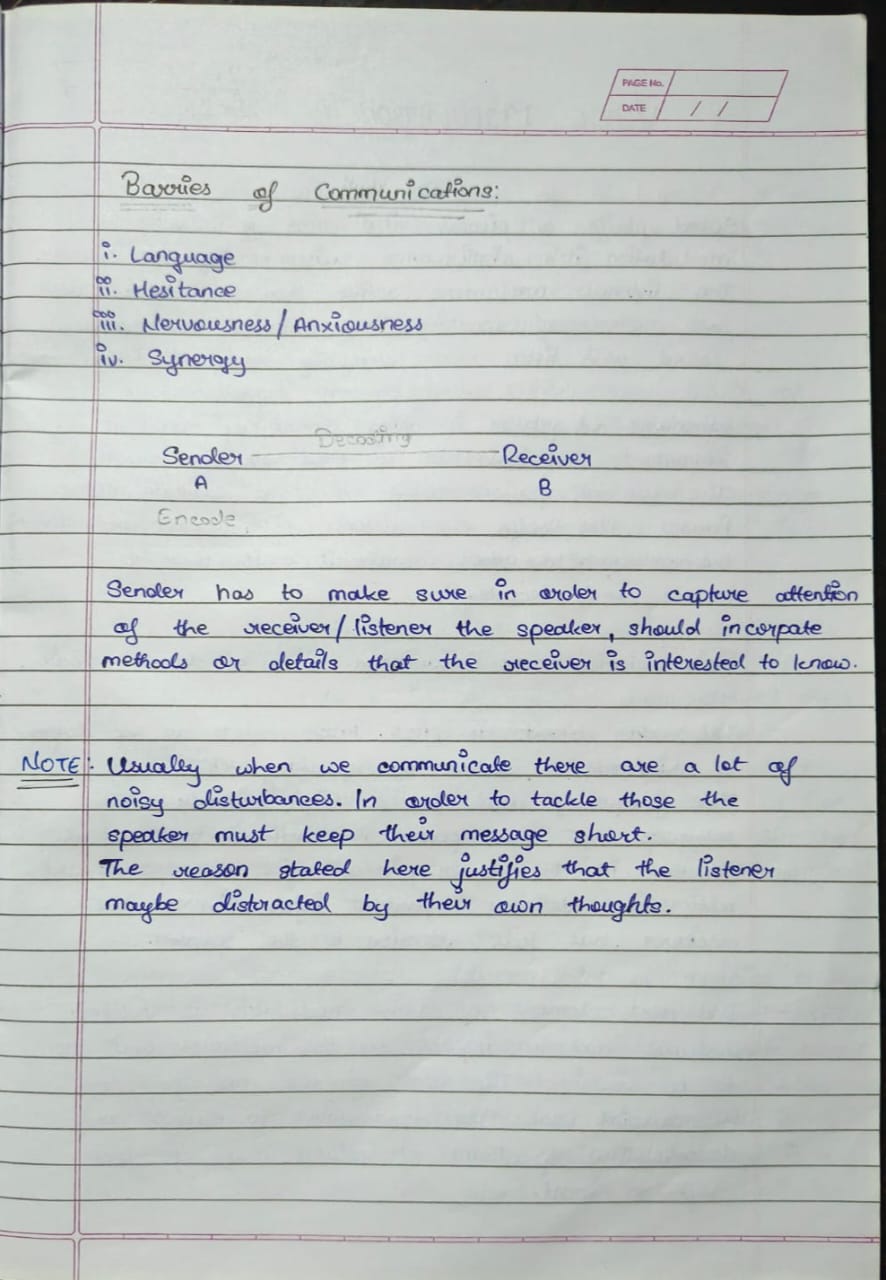 PAGE No.
DATE / /
Barries of Communications:
i. Language
ii. Hesitance
iii. Nervousness/Anxiousness
iv. Synergy
Decoding
Sender Receiver
A B
Encode
Sender has to make sure in order to capture attention
of the receiver/listener the speaker, should incorpate
methods or details that the receiver is interested to know.
NOTE: Usually when we communicate there are a lot of
noisy disturbances. In order to tackle those the
speaker must keep their message short.
The reason stated here justifies that the listener
maybe distracted by their own thoughts.